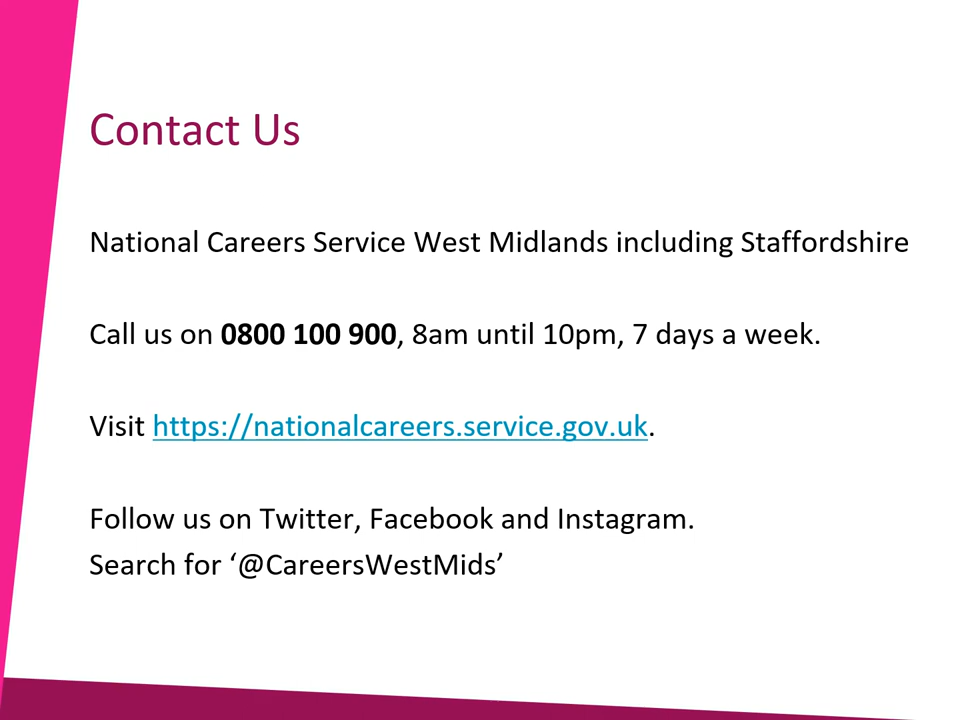 Contact Us
National Careers Service West Midlands including Staffordshire
Call us on 0800 100 900, 8am until 10pm, 7 days a week.
Visit https://nationalcareers.service.gov.uk.
Follow us on Twitter, Facebook and Instagram.
Search for ‘@CareersWestMids’